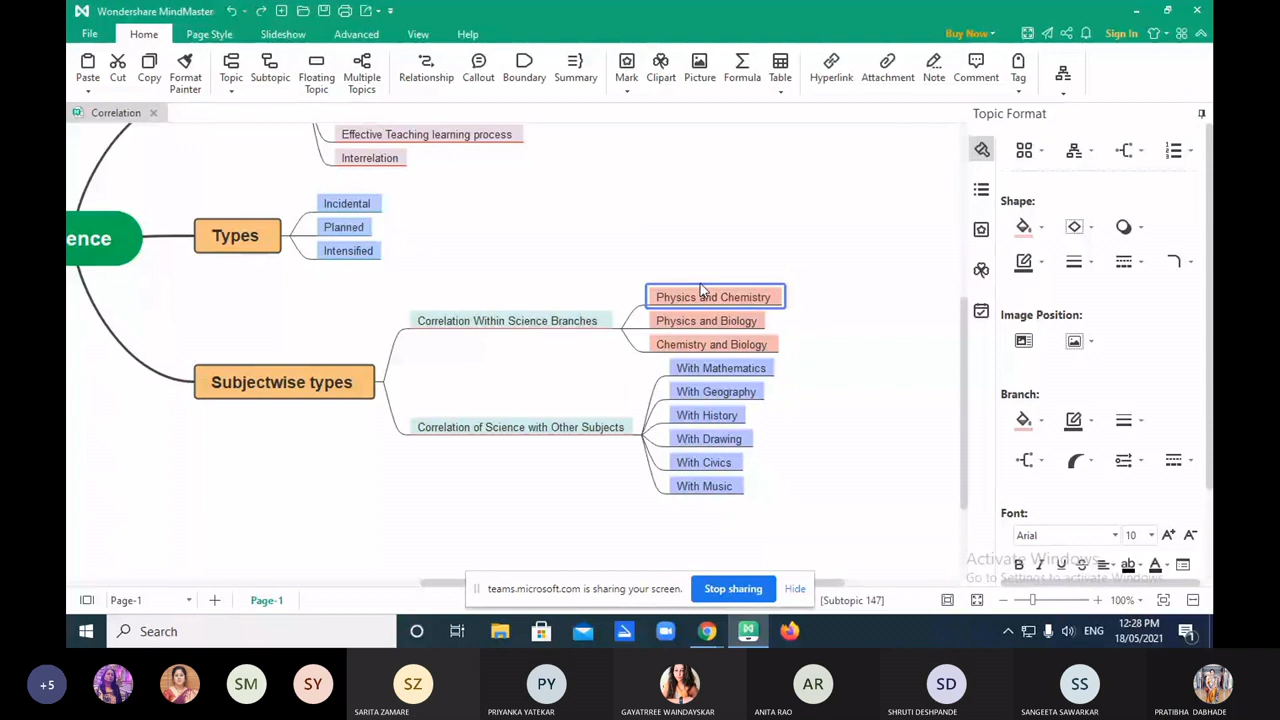 Wondershare MindMaster
File Home Page Style Slideshow Advanced View Help Buy Now Sign In
Paste Cut Copy Format Painter Topic Subtopic Floating Topic Multiple Topics Relationship Callout Boundary Summary Mark Clipart Picture Formula Table Hyperlink Attachment Note Comment Tag
Correlation
Topic Format
Effective Teaching learning process
Interrelation
Incidental
Planned
Intensified
ence
Types
Shape:
Physics and Chemistry
Correlation Within Science Branches
Physics and Biology
Chemistry and Biology
Image Position:
With Mathematics
Subjectwise types
With Geography
Branch:
With History
Correlation of Science with Other Subjects
With Drawing
With Civics
With Music
Font:
Arial 10 A+ A-
Activate Windows
B I U S ab A
Go to Settings to activate Windows.
teams.microsoft.com is sharing your screen. Stop sharing Hide
Page-1 Page-1 [Subtopic 147] 100%
Search ENG 12:28 PM
18/05/2021 1
+5 SM SY SZ PY AR SD SS
SARITA ZAMARE PRIYANKA YATEKAR GAYATRREE WAINDAYSKAR ANITA RAO SHRUTI DESHPANDE SANGEETA SAWARKAR PRATIBHA DABHADE